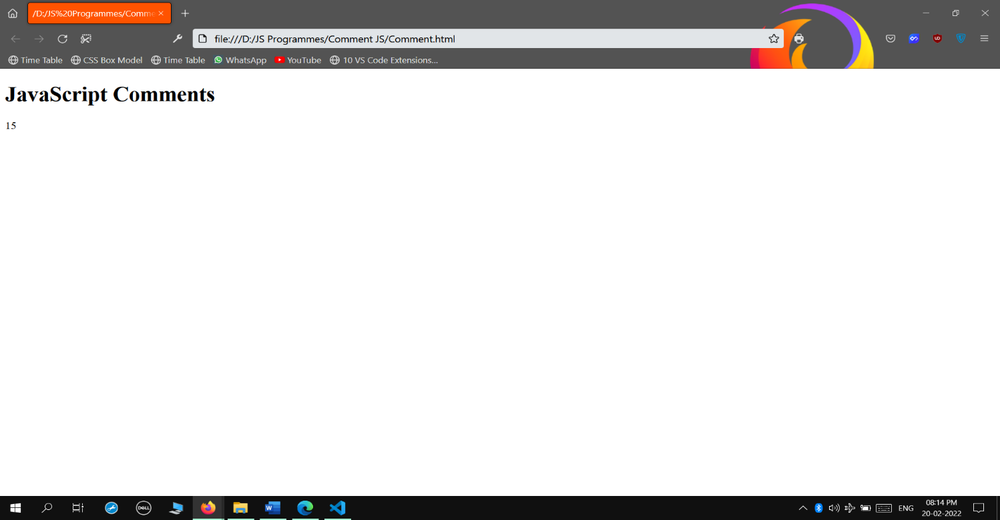 /D:/JS%20Programmes/Comme
file:///D:/JS Programmes/Comment JS/Comment.html
Time Table CSS Box Model Time Table WhatsApp YouTube 10 VS Code Extensions...
JavaScript Comments
15
DELL W ENG 08:14 PM
20-02-2022